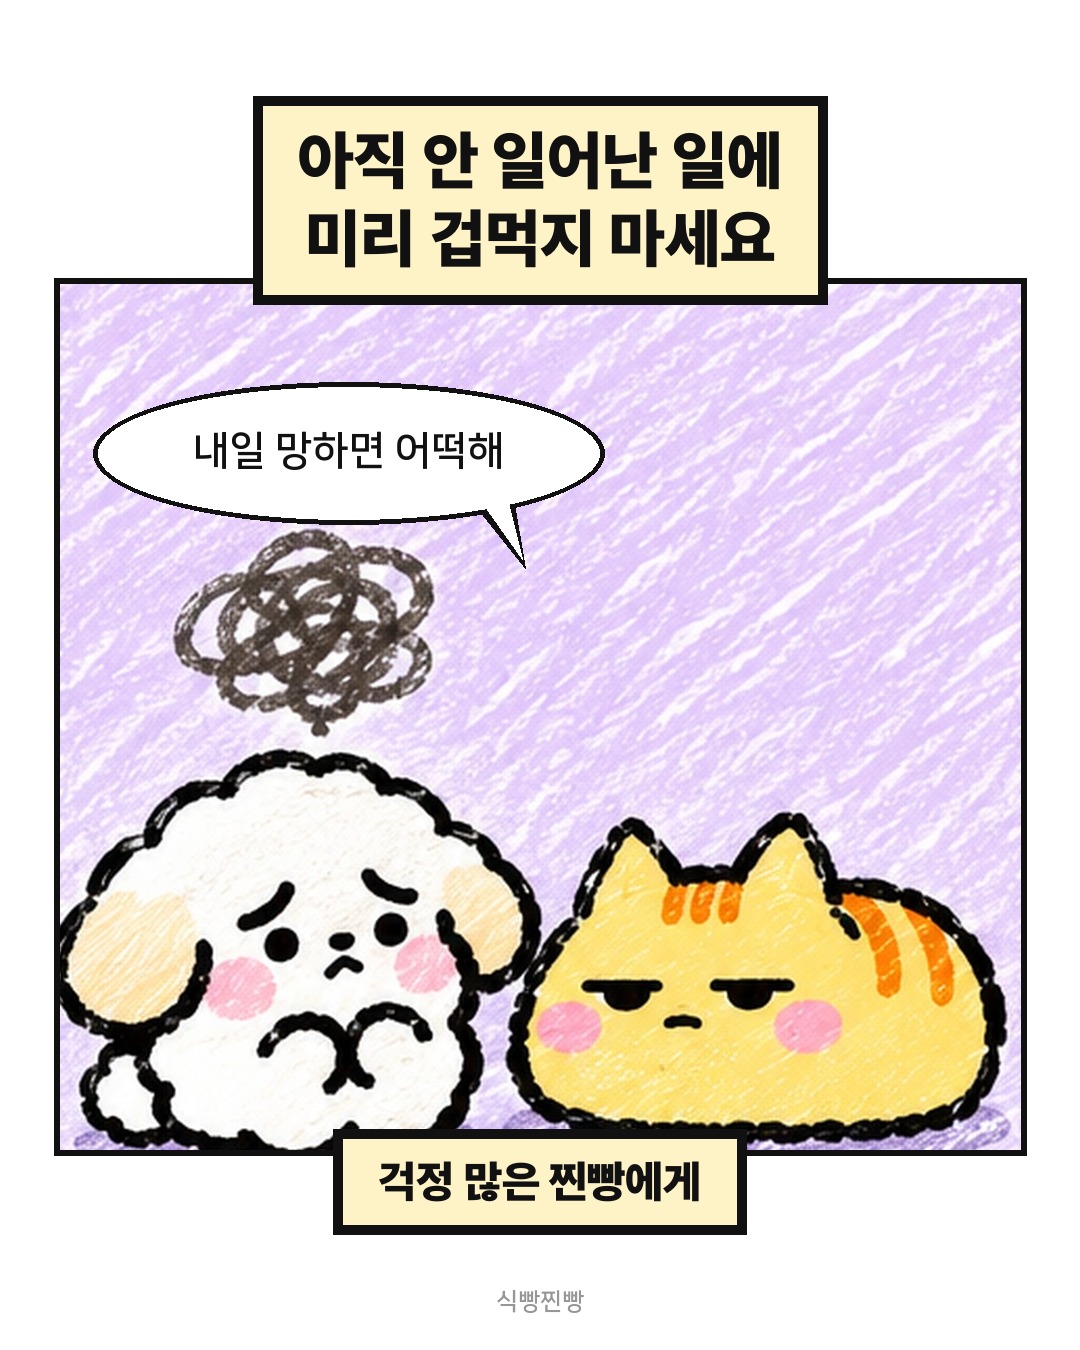 아직 안 일어난 일에
미리 겁먹지 마세요
내일 망하면 어떡해
걱정 많은 찐빵에게
식빵찐빵